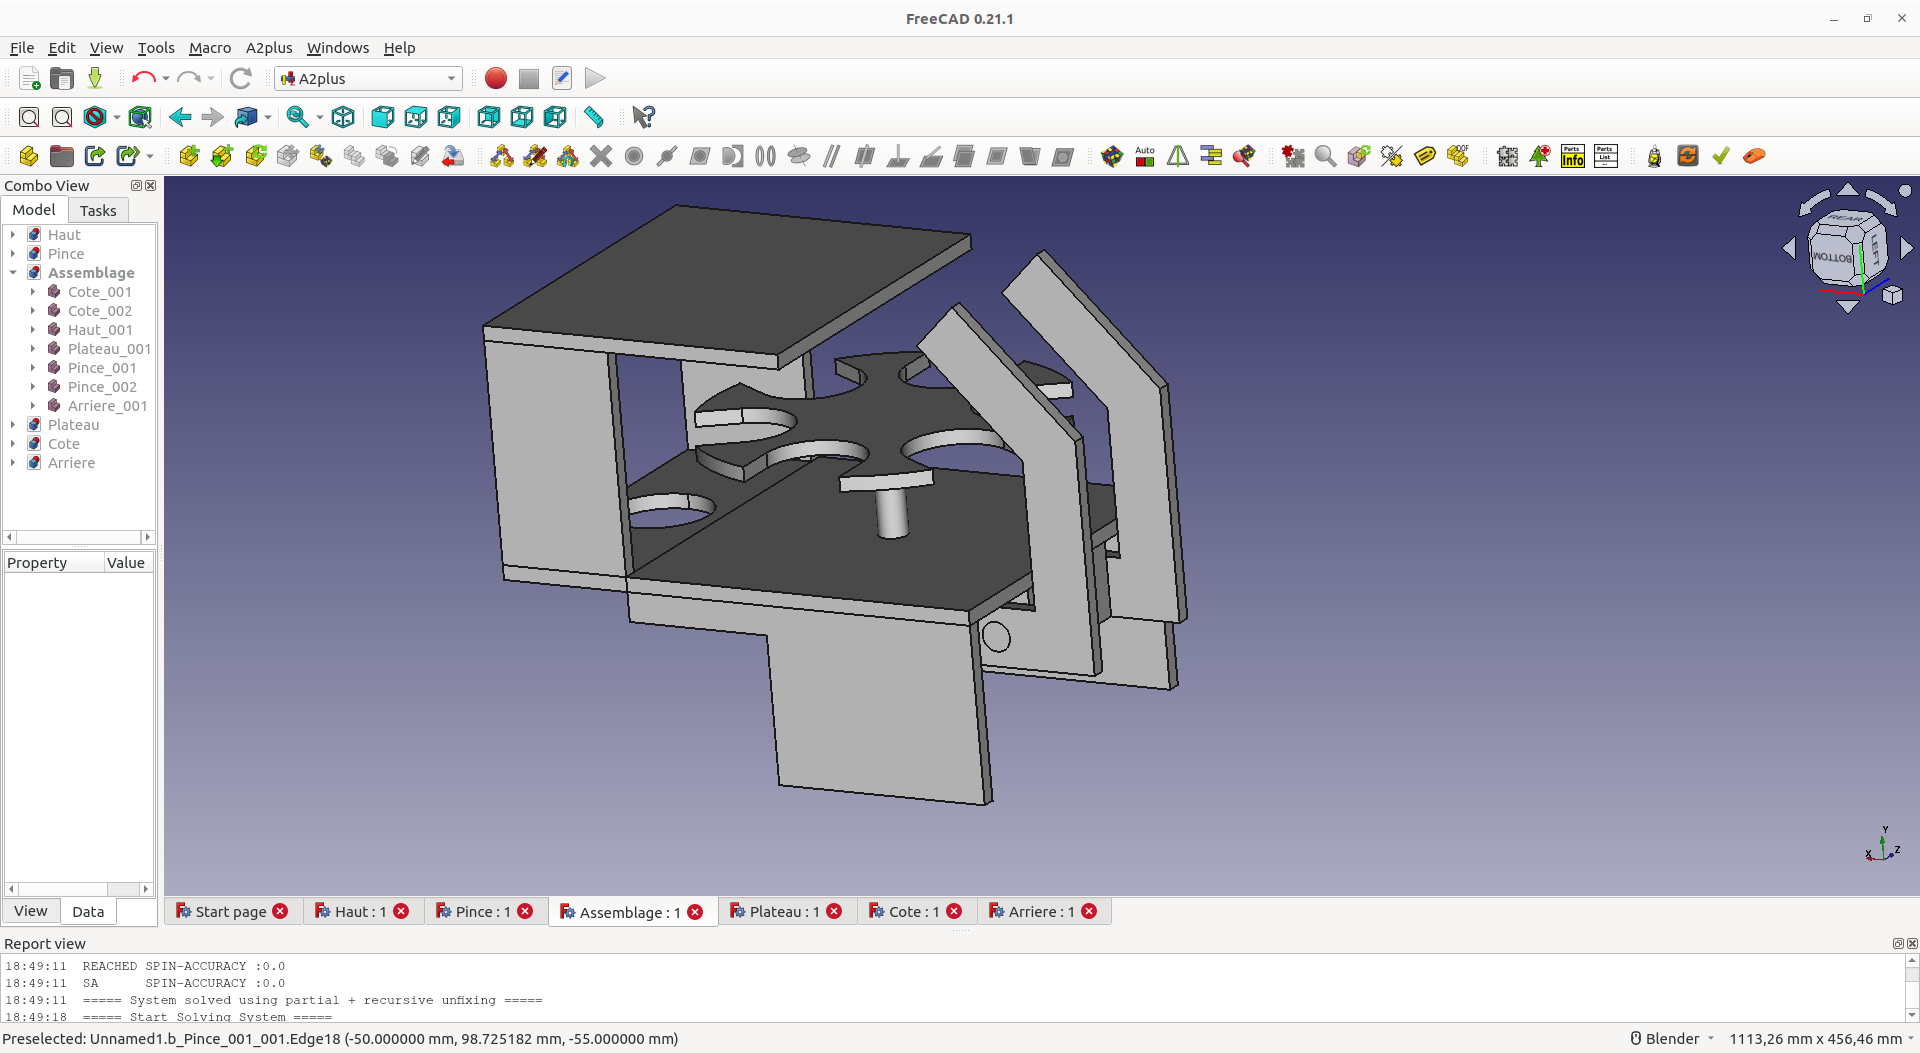 FreeCAD 0.21.1
File Edit View Tools Macro A2plus Windows Help
A2plus
Auto
Parts Info
Parts List
DOF
Combo View
Model Tasks
Haut
Pince
Assemblage
Cote_001
Cote_002
Haut_001
Plateau_001
Pince_001
Pince_002
Arriere_001
Plateau
Cote
Arriere
Property Value
View Data
REAR
BOTTOM
LEFT
Y
X
Z
Start page Haut : 1 Pince : 1 Assemblage : 1 Plateau : 1 Cote : 1 Arriere : 1
Report view
18:49:11 REACHED SPIN-ACCURACY :0.0
18:49:11 SA SPIN-ACCURACY :0.0
18:49:11 ===== System solved using partial + recursive unfixing =====
18:49:18 ===== Start Solving System =====
Preselected: Unnamed1.b_Pince_001_001.Edge18 (-50.000000 mm, 98.725182 mm, -55.000000 mm)
Blender 1113,26 mm x 456,46 mm